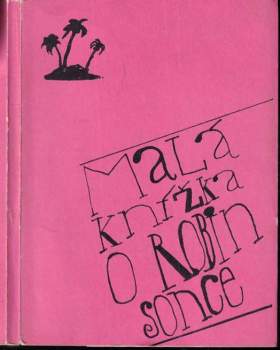 MaLá
knížka
O ROBIN
sonce